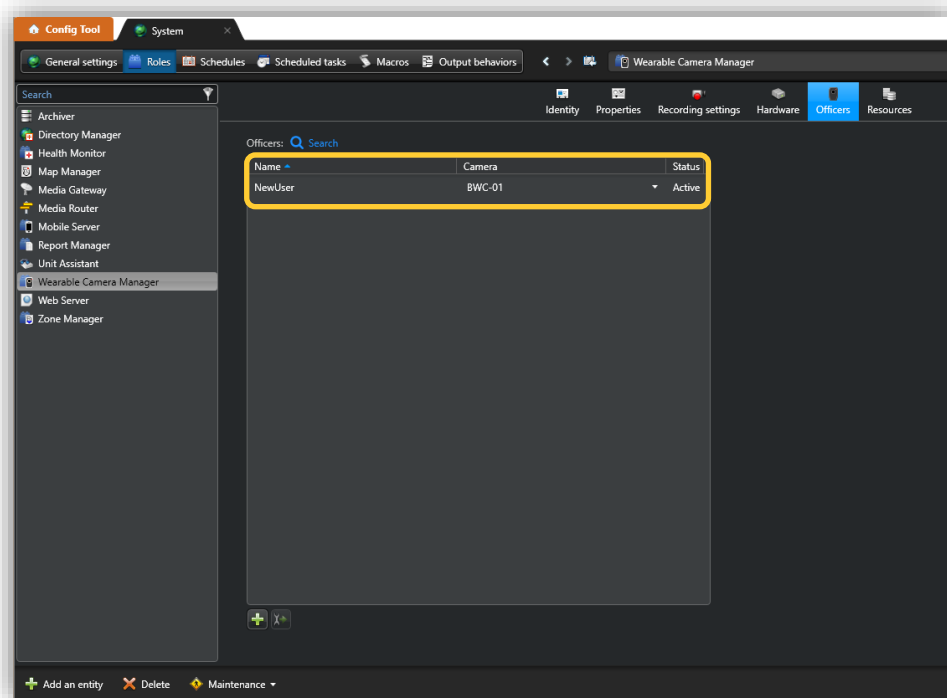 Config Tool
System
General settings
Roles
Schedules
Scheduled tasks
Macros
Output behaviors
Wearable Camera Manager
Search
Archiver
Directory Manager
Health Monitor
Map Manager
Media Gateway
Media Router
Mobile Server
Report Manager
Unit Assistant
Wearable Camera Manager
Web Server
Zone Manager
Identity
Properties
Recording settings
Hardware
Officers
Resources
Officers: Search
Name Camera Status
NewUser BWC-01 Active
Add an entity
Delete
Maintenance